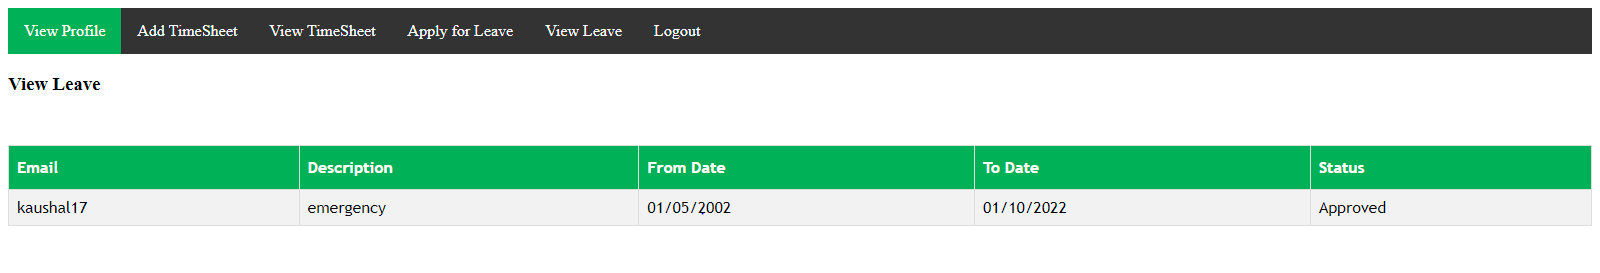 View Profile Add TimeSheet View TimeSheet Apply for Leave View Leave Logout
View Leave
Email Description From Date To Date Status
kaushal17 emergency 01/05/2002 01/10/2022 Approved